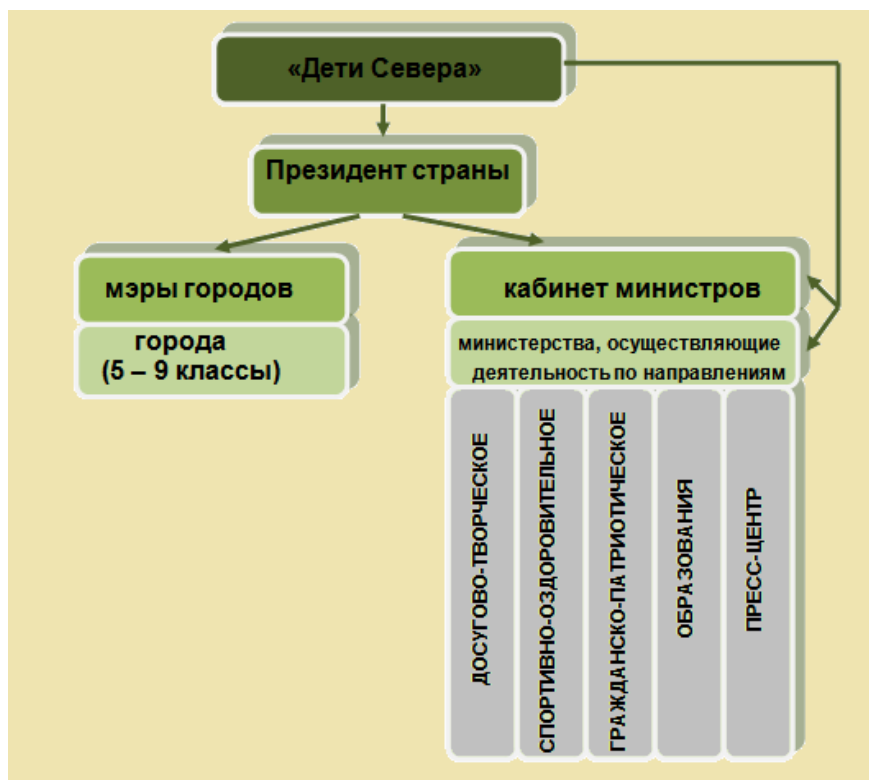 «Дети Севера»
Президент страны
мэры городов
города
(5 – 9 классы)
кабинет министров
министерства, осуществляющие
деятельность по направлениям
ДОСУГОВО-ТВОРЧЕСКОЕ
СПОРТИВНО-ОЗДОРОВИТЕЛЬНОЕ
ГРАЖДАНСКО-ПАТРИОТИЧЕСКОЕ
ОБРАЗОВАНИЯ
ПРЕСС-ЦЕНТР